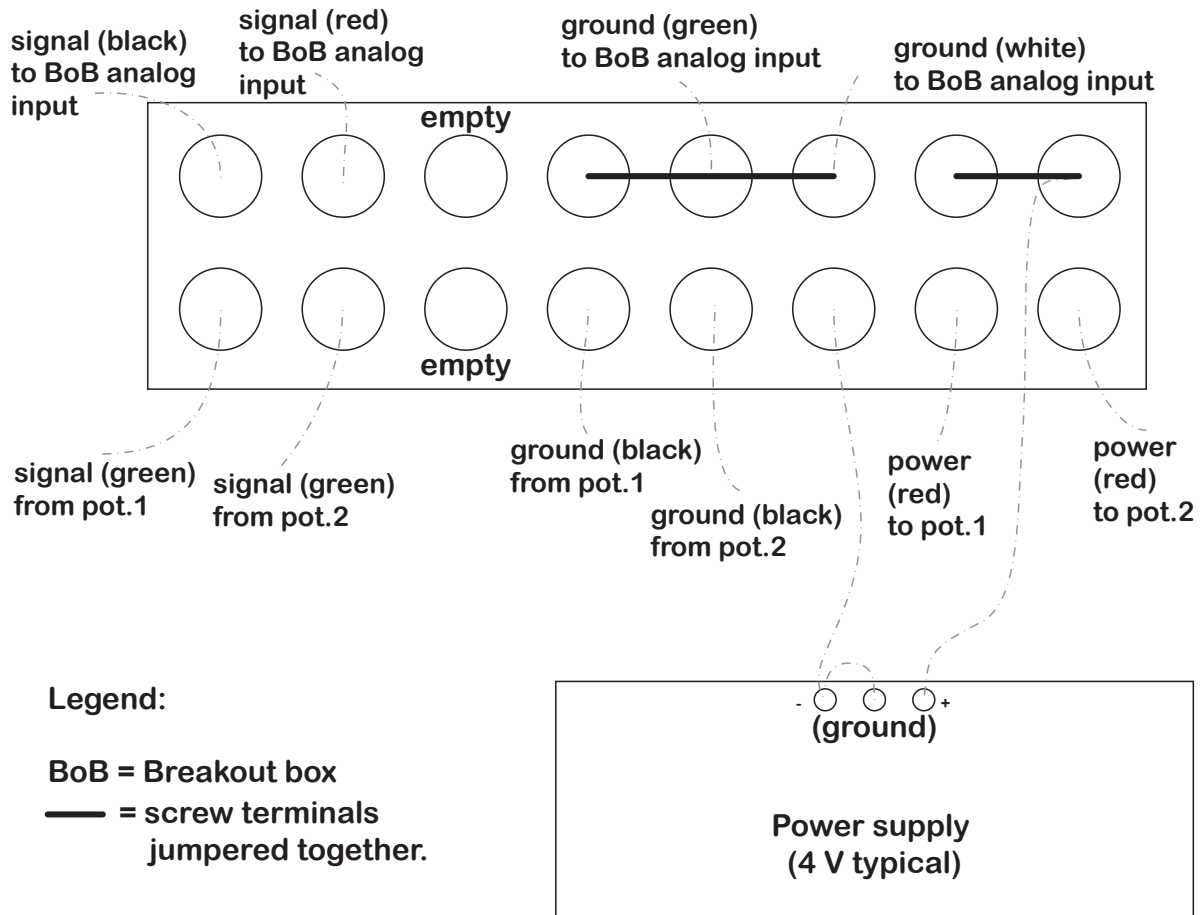 signal (black)
to BoB analog
input
signal (red)
to BoB analog
input
ground (green)
to BoB analog input
ground (white)
to BoB analog input
empty
empty
signal (green)
from pot.1
signal (green)
from pot.2
ground (black)
from pot.1
ground (black)
from pot.2
power
(red)
to pot.1
power
(red)
to pot.2
Legend:
BoB = Breakout box
= screw terminals
jumpered together.
- +
(ground)
Power supply
(4 V typical)